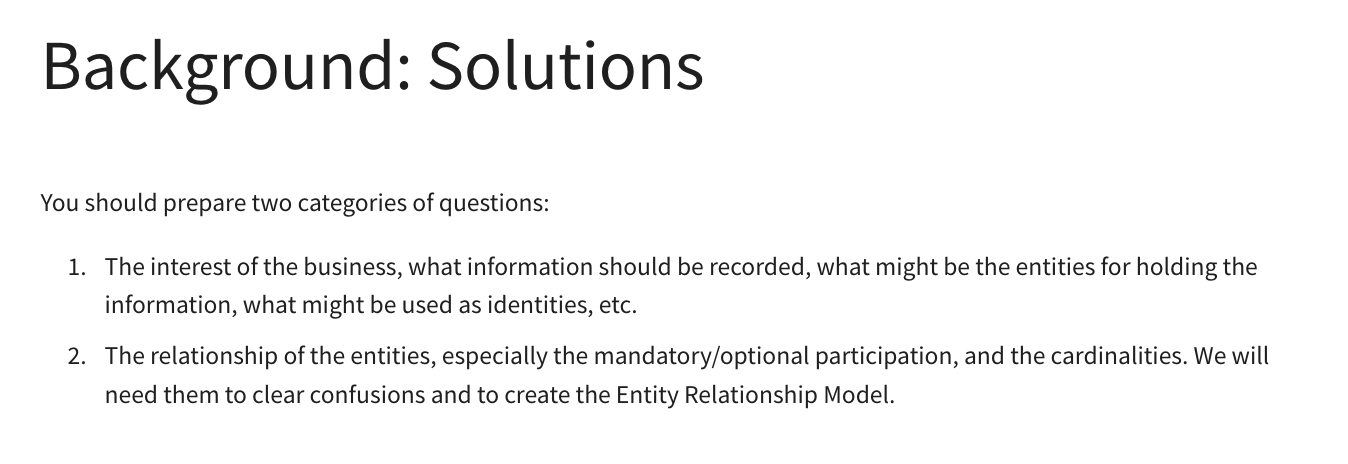 Background: Solutions
You should prepare two categories of questions:
1. The interest of the business, what information should be recorded, what might be the entities for holding the
information, what might be used as identities, etc.
2. The relationship of the entities, especially the mandatory/optional participation, and the cardinalities. We will
need them to clear confusions and to create the Entity Relationship Model.